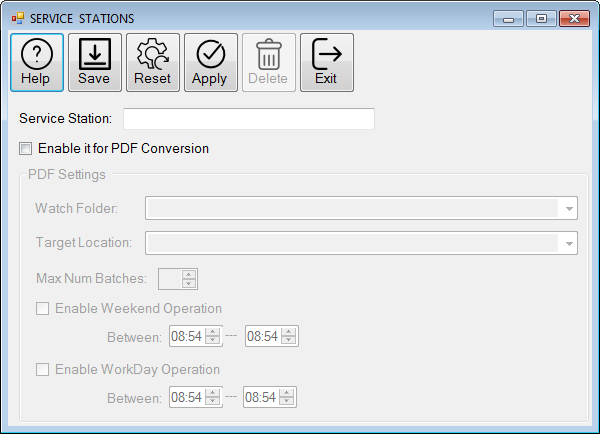 SERVICE STATIONS
Help Save Reset Apply Delete Exit
Service Station:
Enable it for PDF Conversion
PDF Settings
Watch Folder:
Target Location:
Max Num Batches:
Enable Weekend Operation
Between: 08:54 --- 08:54
Enable WorkDay Operation
Between: 08:54 --- 08:54